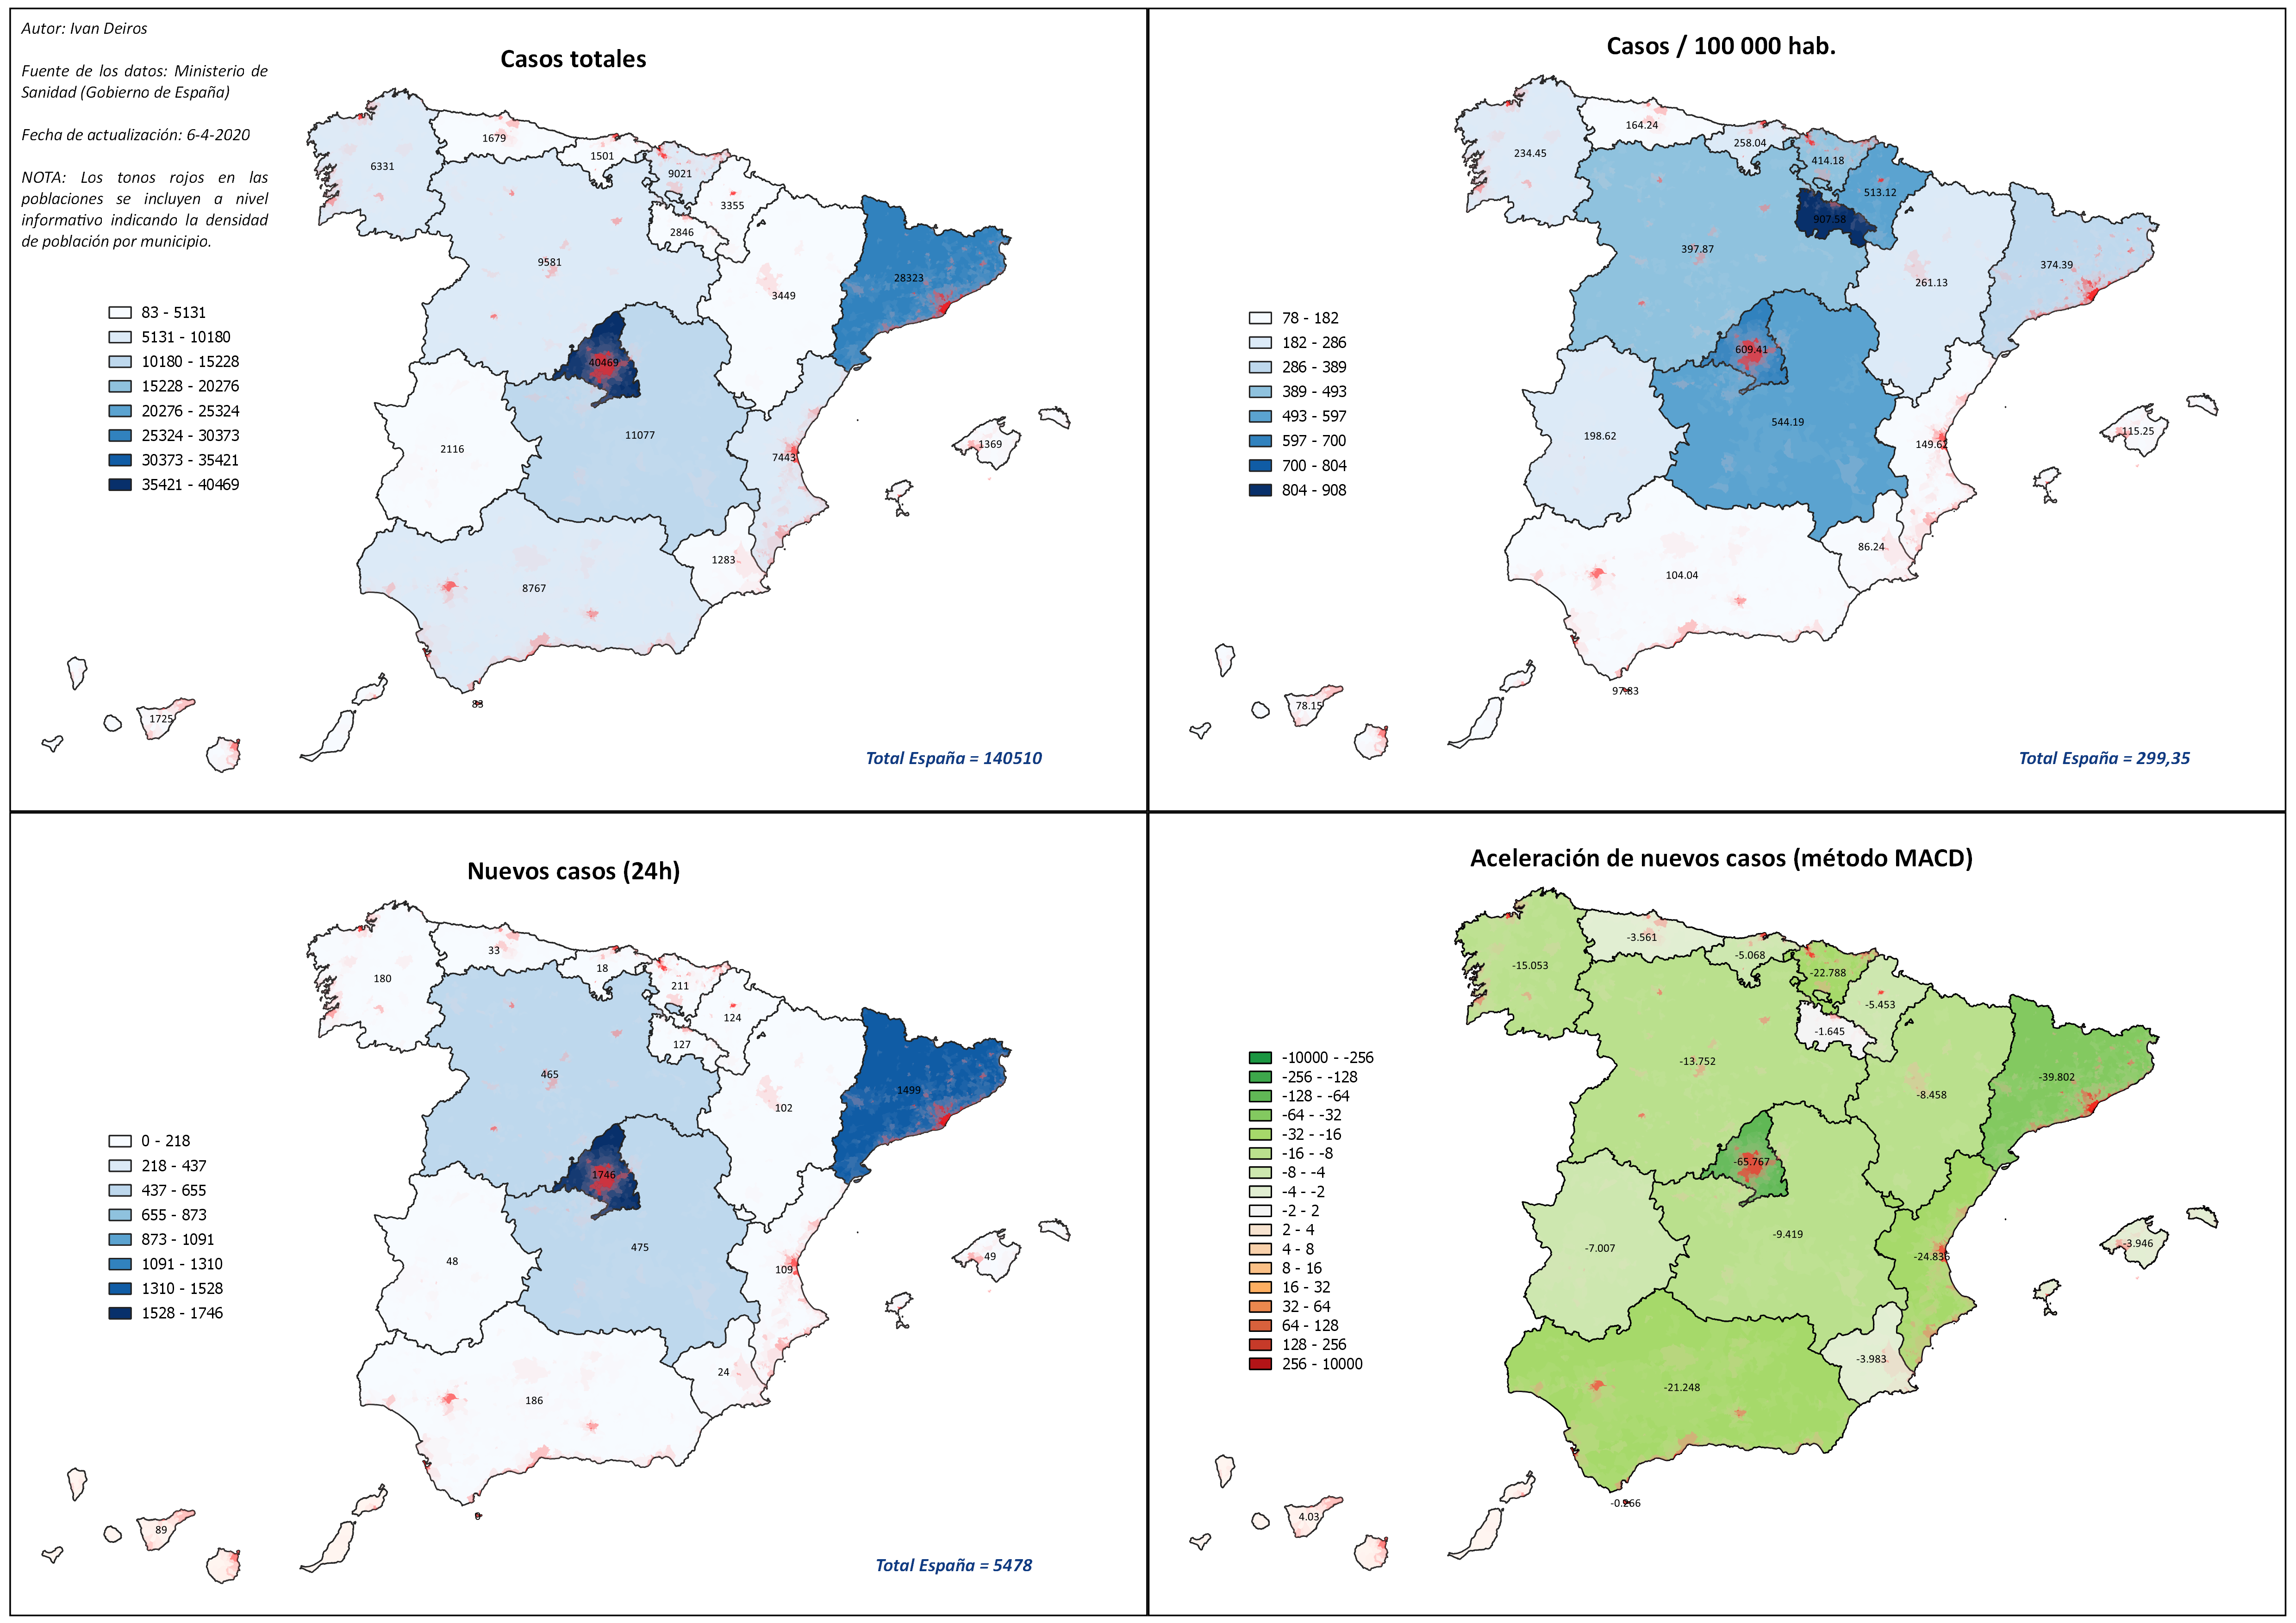 Autor: Ivan Deiros
Fuente de los datos: Ministerio de
Sanidad (Gobierno de España)
Fecha de actualización: 6-4-2020
NOTA: Los tonos rojos en las
poblaciones se incluyen a nivel
informativo indicando la densidad
de población por municipio.
Casos totales
83 - 5131
5131 - 10180
10180 - 15228
15228 - 20276
20276 - 25324
25324 - 30373
30373 - 35421
35421 - 40469
6331
1679
1501
9021
3355
2846
9581
3449
28323
40469
2116
11077
7443
1369
1283
8767
83
1725
Total España = 140510
Casos / 100 000 hab.
78 - 182
182 - 286
286 - 389
389 - 493
493 - 597
597 - 700
700 - 804
804 - 908
234.45
164.24
258.04
414.18
513.12
907.58
397.87
261.13
374.39
609.41
198.62
544.19
149.62
115.25
86.24
104.04
97.83
78.15
Total España = 299,35
Nuevos casos (24h)
0 - 218
218 - 437
437 - 655
655 - 873
873 - 1091
1091 - 1310
1310 - 1528
1528 - 1746
180
33
18
211
124
127
465
102
1499
1746
48
475
109
49
24
186
0
89
Total España = 5478
Aceleración de nuevos casos (método MACD)
-10000 - -256
-256 - -128
-128 - -64
-64 - -32
-32 - -16
-16 - -8
-8 - -4
-4 - -2
-2 - 2
2 - 4
4 - 8
8 - 16
16 - 32
32 - 64
64 - 128
128 - 256
256 - 10000
-15.053
-3.561
-5.068
-22.788
-5.453
-1.645
-13.752
-8.458
-39.802
-65.767
-7.007
-9.419
-24.836
-3.946
-3.983
-21.248
-0.266
4.03